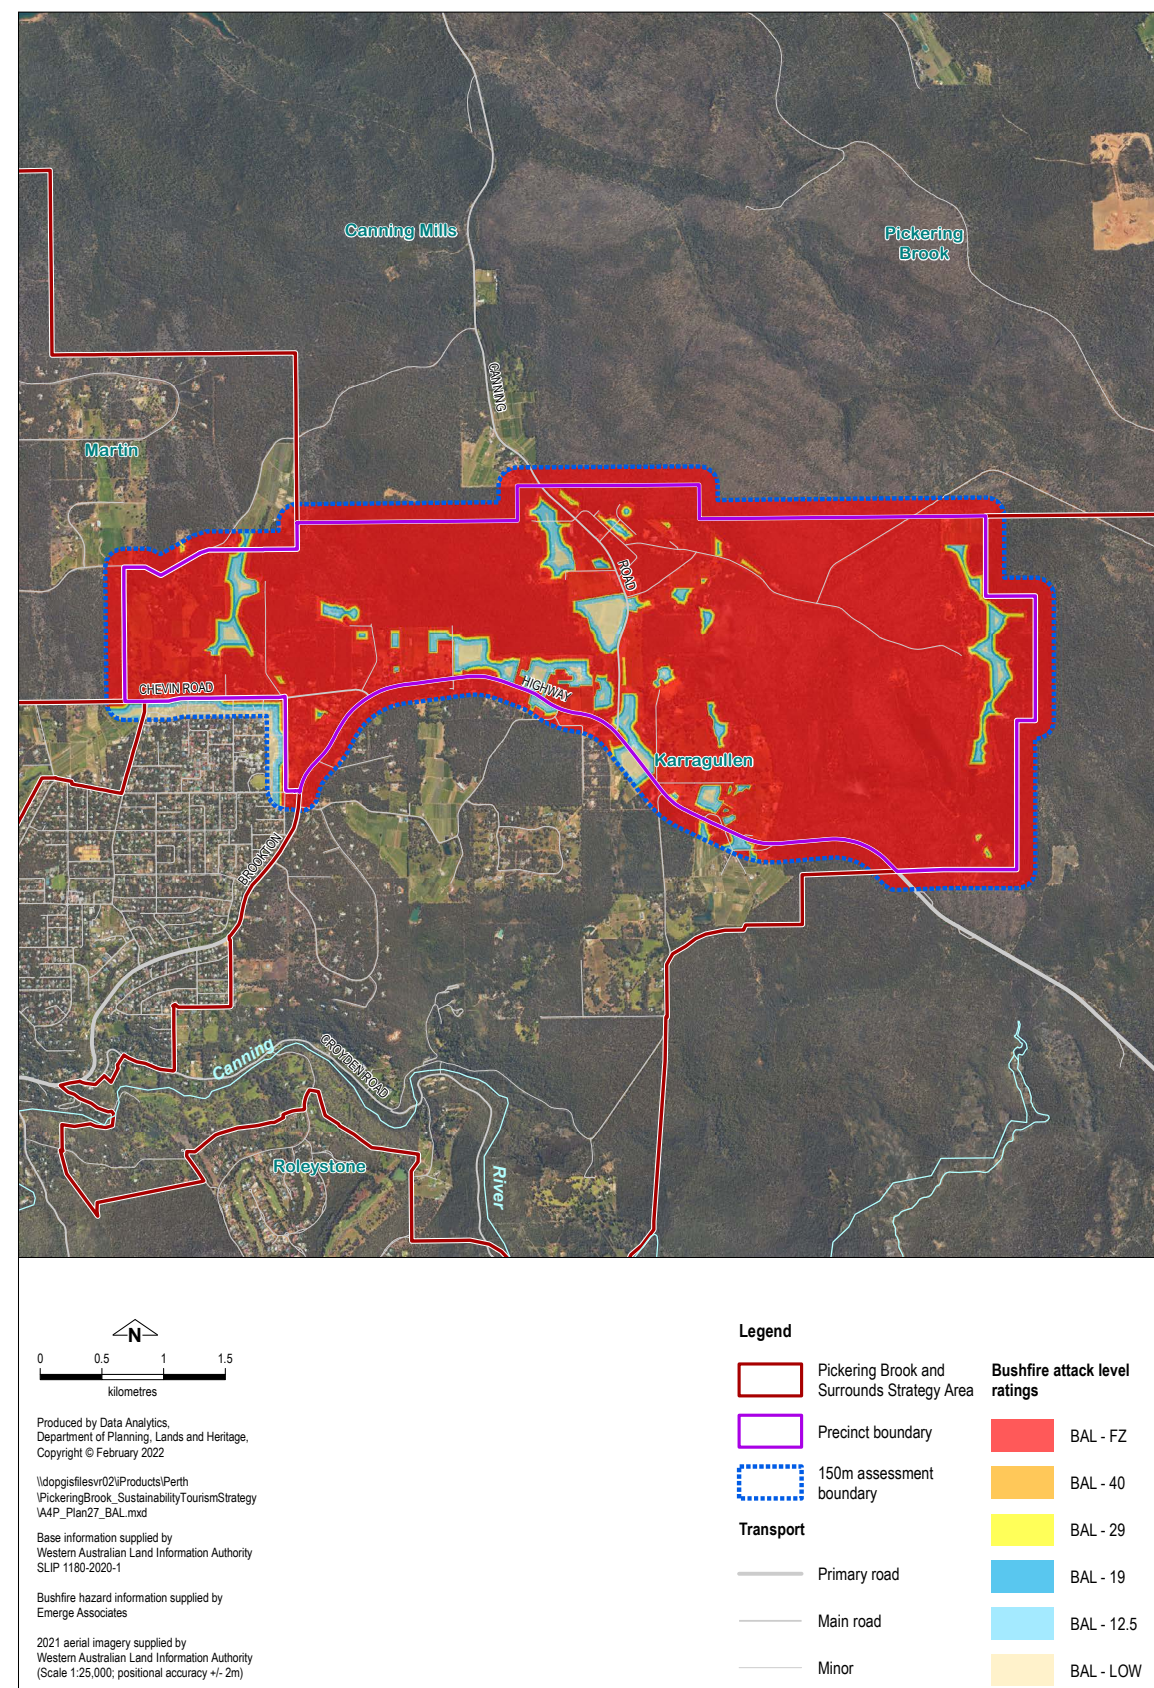 Canning Mills
Pickering
Brook
CANNING
Martin
ROAD
CHEVIN ROAD
HIGHWAY
Karragullen
BROOKTON
Canning
CROYDEN ROAD
Roleystone
River
N
0 0.5 1 1.5
kilometres
Produced by Data Analytics,
Department of Planning, Lands and Heritage,
Copyright © February 2022
\\dopgisfilesvr02\iProducts\Perth
\PickeringBrook_SustainabilityTourismStrategy
\A4P_Plan27_BAL.mxd
Base information supplied by
Western Australian Land Information Authority
SLIP 1180-2020-1
Bushfire hazard information supplied by
Emerge Associates
2021 aerial imagery supplied by
Western Australian Land Information Authority
(Scale 1:25,000; positional accuracy +/- 2m)
Legend
Pickering Brook and
Surrounds Strategy Area
Precinct boundary
150m assessment
boundary
Transport
Primary road
Main road
Minor
Bushfire attack level
ratings
BAL - FZ
BAL - 40
BAL - 29
BAL - 19
BAL - 12.5
BAL - LOW